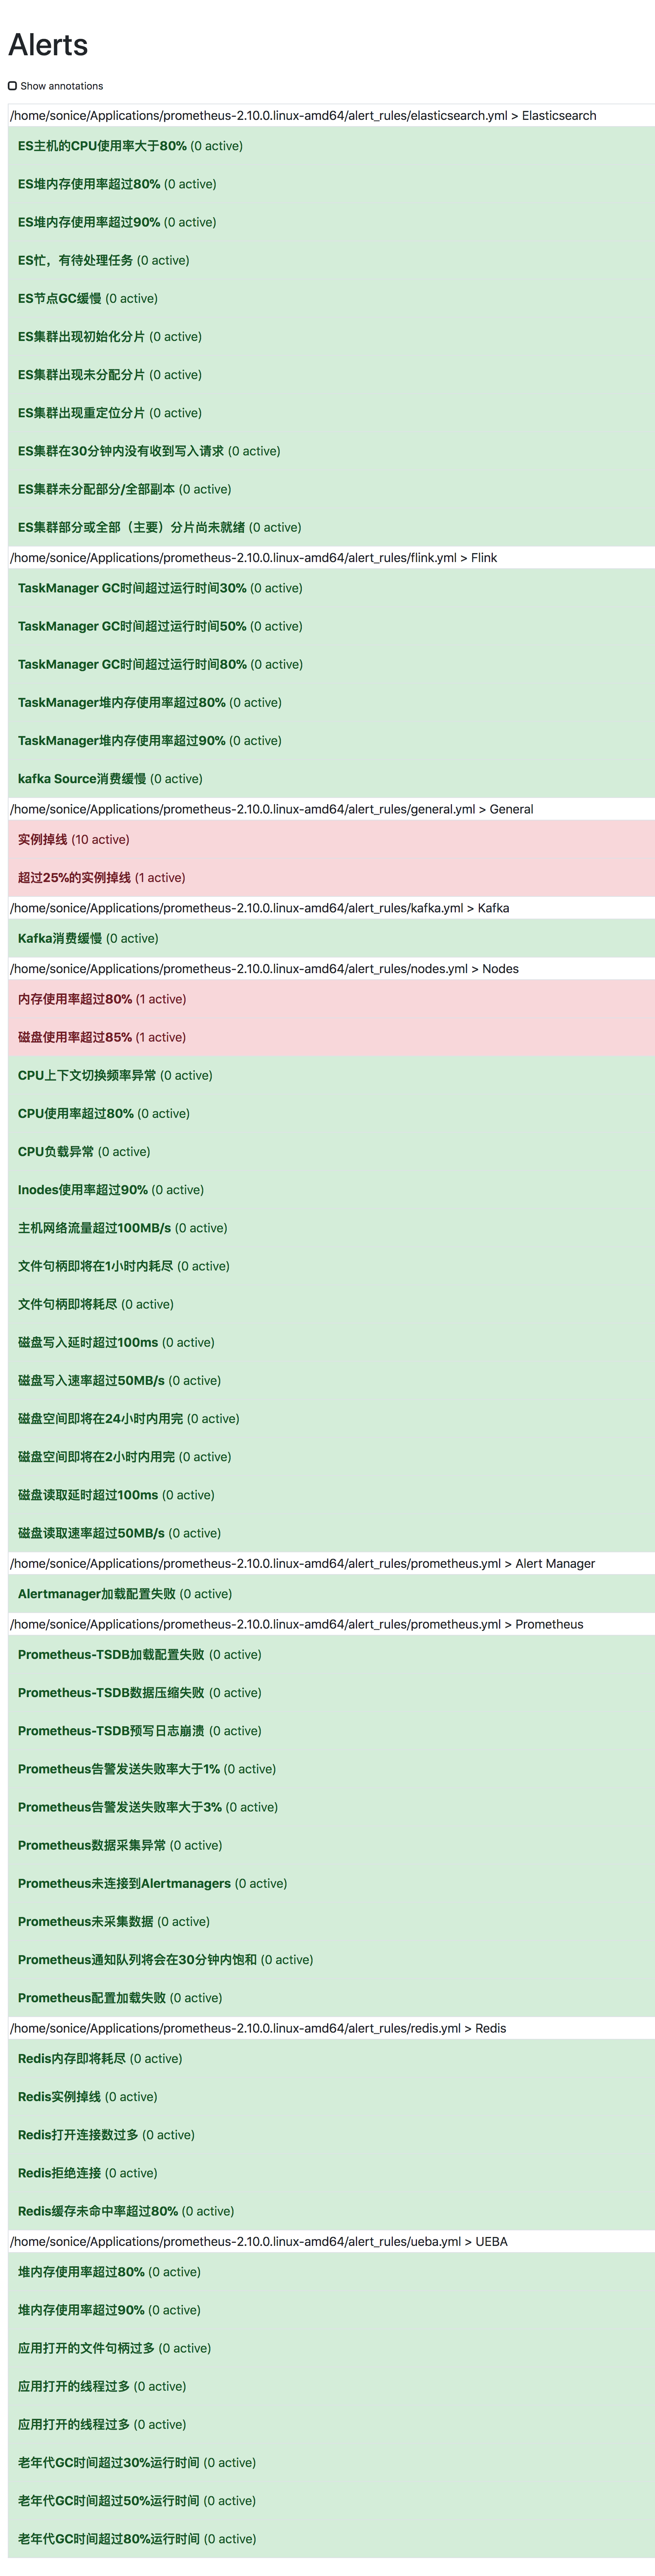 Alerts
Show annotations
/home/sonice/Applications/prometheus-2.10.0.linux-amd64/alert_rules/elasticsearch.yml > Elasticsearch
ES主机的CPU使用率大于80% (0 active)
ES堆内存使用率超过80% (0 active)
ES堆内存使用率超过90% (0 active)
ES忙，有待处理任务 (0 active)
ES节点GC缓慢 (0 active)
ES集群出现初始化分片 (0 active)
ES集群出现未分配分片 (0 active)
ES集群出现重定位分片 (0 active)
ES集群在30分钟内没有收到写入请求 (0 active)
ES集群未分配部分/全部副本 (0 active)
ES集群部分或全部（主要）分片尚未就绪 (0 active)
/home/sonice/Applications/prometheus-2.10.0.linux-amd64/alert_rules/flink.yml > Flink
TaskManager GC时间超过运行时间30% (0 active)
TaskManager GC时间超过运行时间50% (0 active)
TaskManager GC时间超过运行时间80% (0 active)
TaskManager堆内存使用率超过80% (0 active)
TaskManager堆内存使用率超过90% (0 active)
kafka Source消费缓慢 (0 active)
/home/sonice/Applications/prometheus-2.10.0.linux-amd64/alert_rules/general.yml > General
实例掉线 (10 active)
超过25%的实例掉线 (1 active)
/home/sonice/Applications/prometheus-2.10.0.linux-amd64/alert_rules/kafka.yml > Kafka
Kafka消费缓慢 (0 active)
/home/sonice/Applications/prometheus-2.10.0.linux-amd64/alert_rules/nodes.yml > Nodes
内存使用率超过80% (1 active)
磁盘使用率超过85% (1 active)
CPU上下文切换频率异常 (0 active)
CPU使用率超过80% (0 active)
CPU负载异常 (0 active)
Inodes使用率超过90% (0 active)
主机网络流量超过100MB/s (0 active)
文件句柄即将在1小时内耗尽 (0 active)
文件句柄即将耗尽 (0 active)
磁盘写入延时超过100ms (0 active)
磁盘写入速率超过50MB/s (0 active)
磁盘空间即将在24小时内用完 (0 active)
磁盘空间即将在2小时内用完 (0 active)
磁盘读取延时超过100ms (0 active)
磁盘读取速率超过50MB/s (0 active)
/home/sonice/Applications/prometheus-2.10.0.linux-amd64/alert_rules/prometheus.yml > Alert Manager
Alertmanager加载配置失败 (0 active)
/home/sonice/Applications/prometheus-2.10.0.linux-amd64/alert_rules/prometheus.yml > Prometheus
Prometheus-TSDB加载配置失败 (0 active)
Prometheus-TSDB数据压缩失败 (0 active)
Prometheus-TSDB预写日志崩溃 (0 active)
Prometheus告警发送失败率大于1% (0 active)
Prometheus告警发送失败率大于3% (0 active)
Prometheus数据采集异常 (0 active)
Prometheus未连接到Alertmanagers (0 active)
Prometheus未采集数据 (0 active)
Prometheus通知队列将会在30分钟内饱和 (0 active)
Prometheus配置加载失败 (0 active)
/home/sonice/Applications/prometheus-2.10.0.linux-amd64/alert_rules/redis.yml > Redis
Redis内存即将耗尽 (0 active)
Redis实例掉线 (0 active)
Redis打开连接数过多 (0 active)
Redis拒绝连接 (0 active)
Redis缓存未命中率超过80% (0 active)
/home/sonice/Applications/prometheus-2.10.0.linux-amd64/alert_rules/ueba.yml > UEBA
堆内存使用率超过80% (0 active)
堆内存使用率超过90% (0 active)
应用打开的文件句柄过多 (0 active)
应用打开的线程过多 (0 active)
应用打开的线程过多 (0 active)
老年代GC时间超过30%运行时间 (0 active)
老年代GC时间超过50%运行时间 (0 active)
老年代GC时间超过80%运行时间 (0 active)